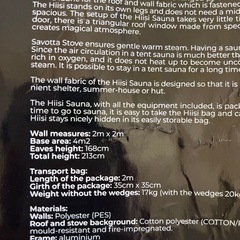 of the roof and wall fabric which is fastened
The Hiisi stands on its own legs and does not need a mid
spacious. The setup of the Hiisi Sauna takes very little t
door, there is a triangular roof window made from spec
creates magical atmosphere.
Savotta Stove ensures gentle warm steam. Having a saun
Since the air circulation in a tent sauna is much better th
rich in oxygen, and it does not heat up to become unco
steam. It is possible to stay in a tent sauna for a long time
The wall fabric of the Hiisi Sauna is designed so that it is
nient shelter, summer-house or hut.
The Hiisi Sauna, with all the equipment included, is pack
time to go to sauna, it is easy to take the Hiisi bag and ca
Hiisi stays nicely hidden in its easily storable bag.
Wall measures: 2m x 2m
Base area: 4m2
Eaves height: 168cm
Total height: 213cm
Transport bag:
Length of the package: 2m
Girth of the package: 35cm x 35cm
Weight without the wedges: 17kg (with the wedges 20k
Materials:
Walls: Polyester (PES)
Roof and stove background: Cotton polyester (COTTON/
mould-resistant and fire-impregnated.
Frame: aluminium